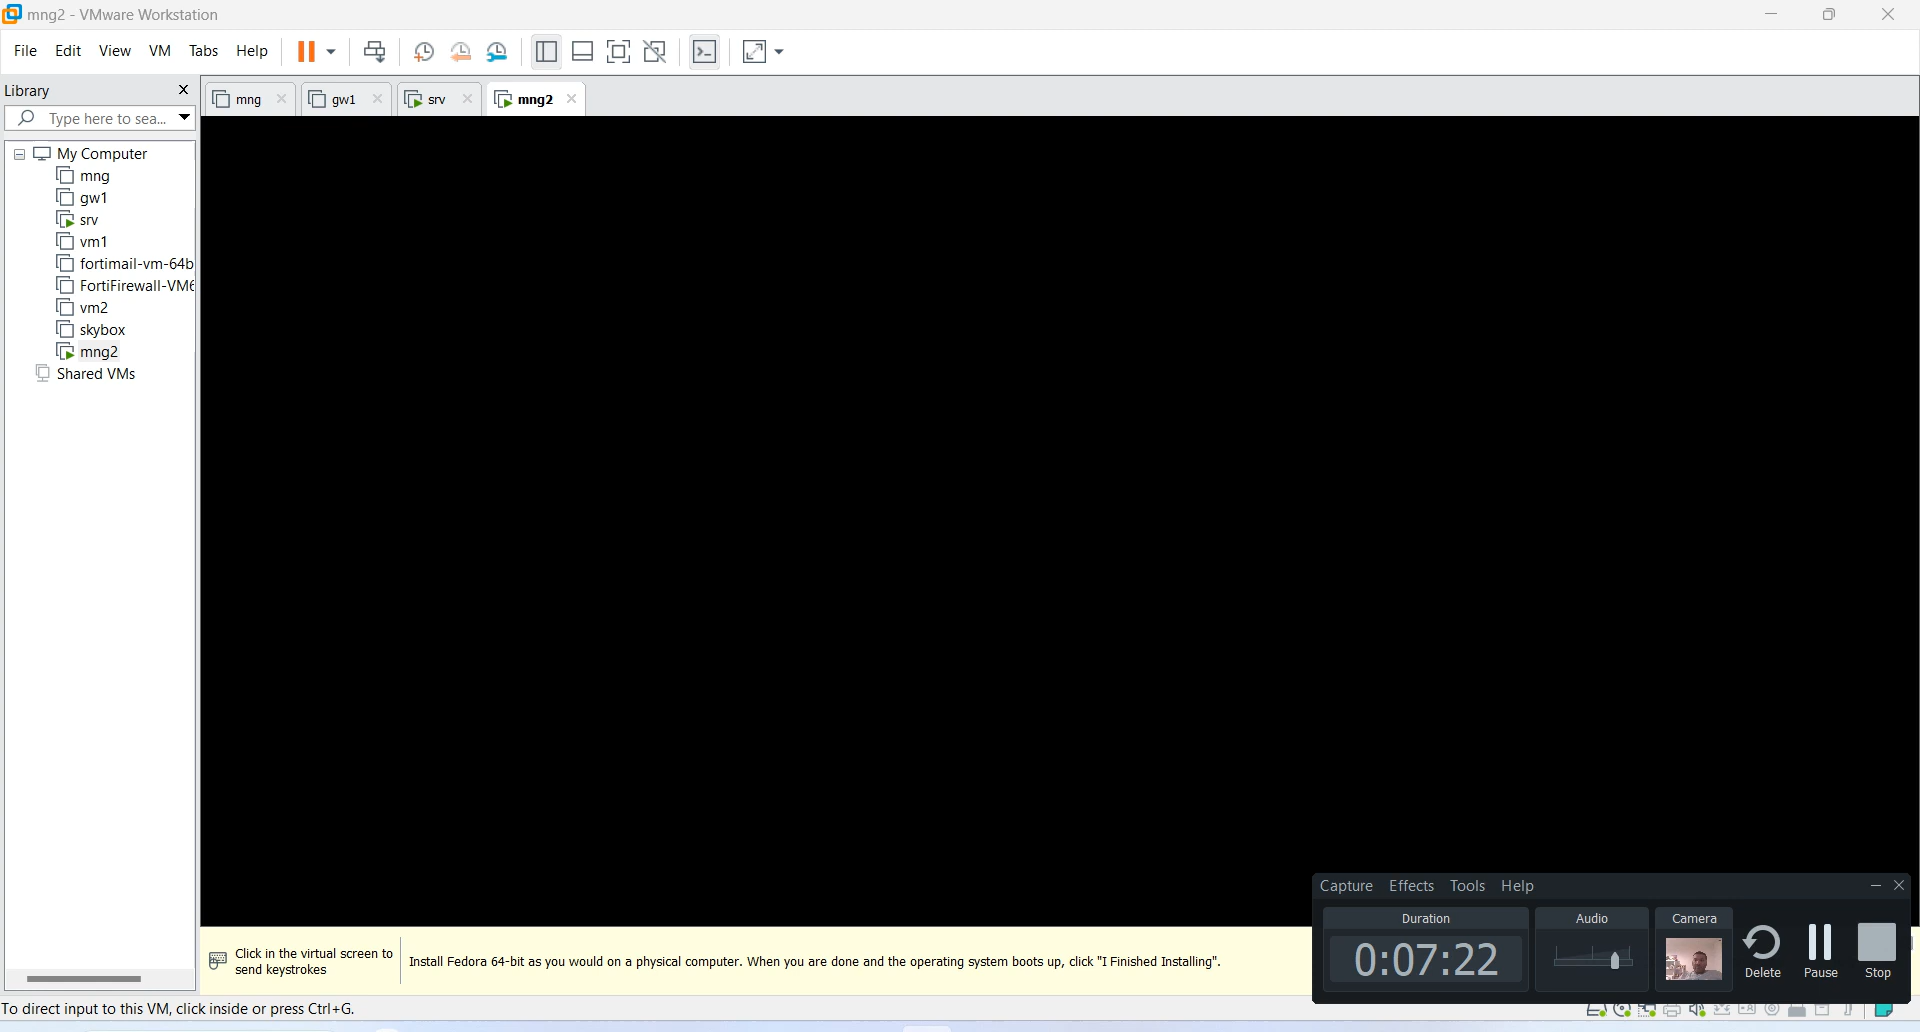 mng2 - VMware Workstation
File Edit View VM Tabs Help
Library
mng gw1 srv mng2
Type here to sea...
My Computer
mng
gw1
srv
vm1
fortimail-vm-64b
FortiFirewall-VM6
vm2
skybox
mng2
Shared VMs
Capture Effects Tools Help
Duration Audio Camera
0:07:22
Delete Pause Stop
Click in the virtual screen to
send keystrokes
Install Fedora 64-bit as you would on a physical computer. When you are done and the operating system boots up, click "I Finished Installing".
To direct input to this VM, click inside or press Ctrl+G.